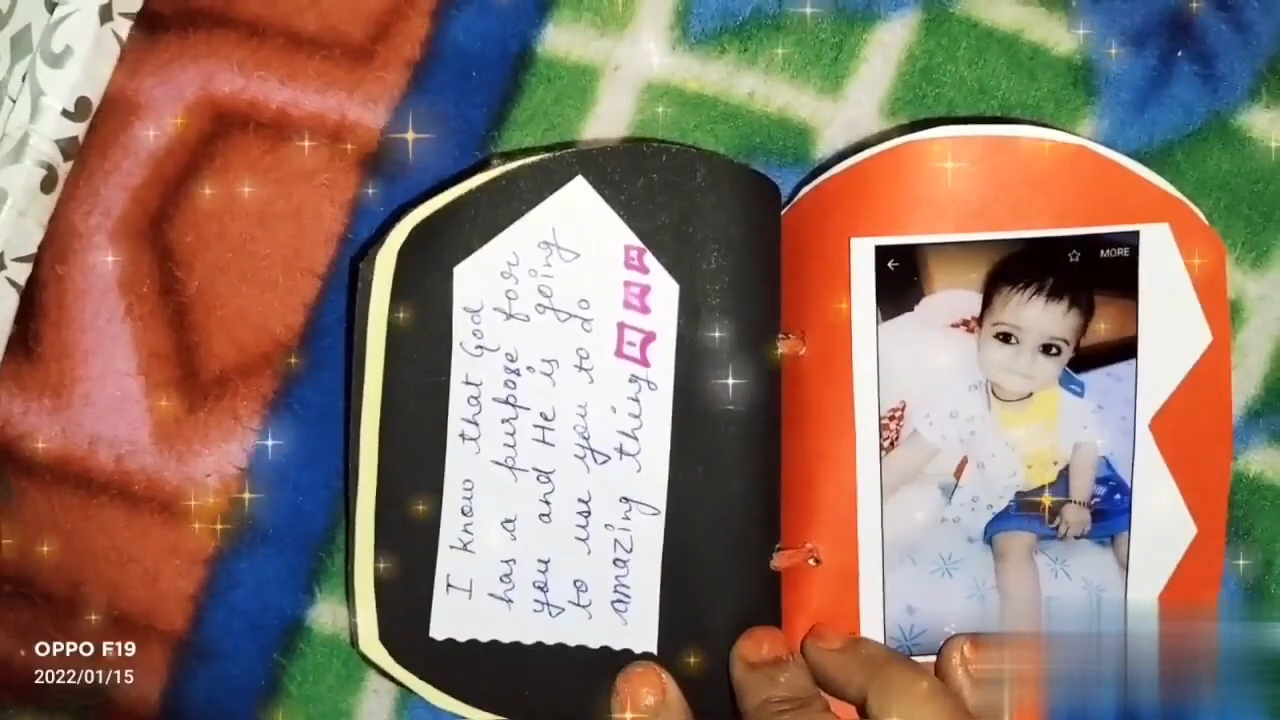 I know that God
has a purpose for
you and He is going
to use you to do
amazing thing
MORE
OPPO F19
2022/01/15